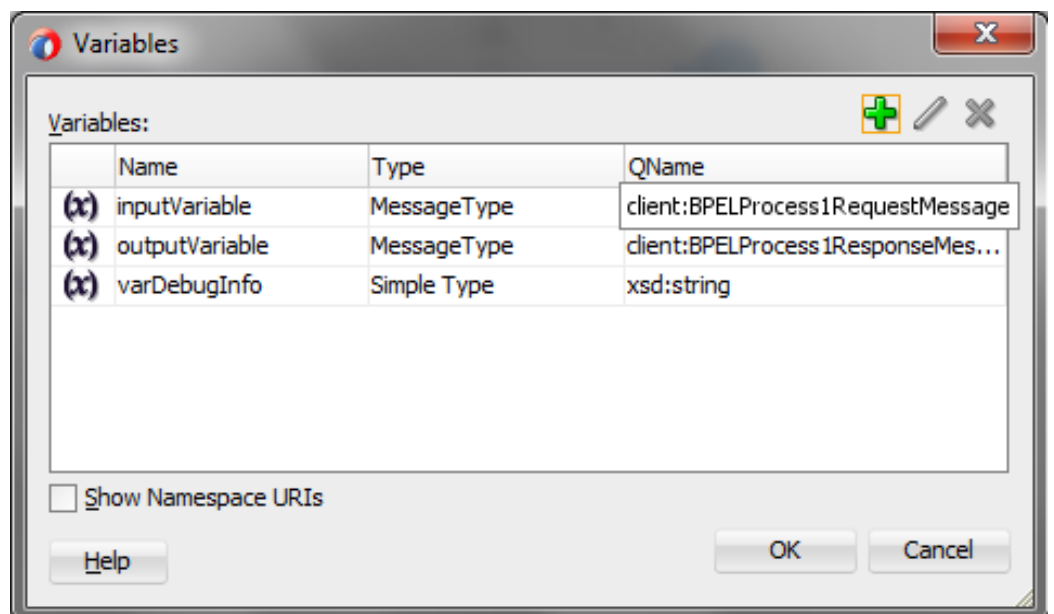 Variables
Variables:
Name Type QName
(x) inputVariable MessageType client:BPELProcess1RequestMessage
(x) outputVariable MessageType client:BPELProcess1ResponseMes...
(x) varDebugInfo Simple Type xsd:string
Show Namespace URIs
Help OK Cancel